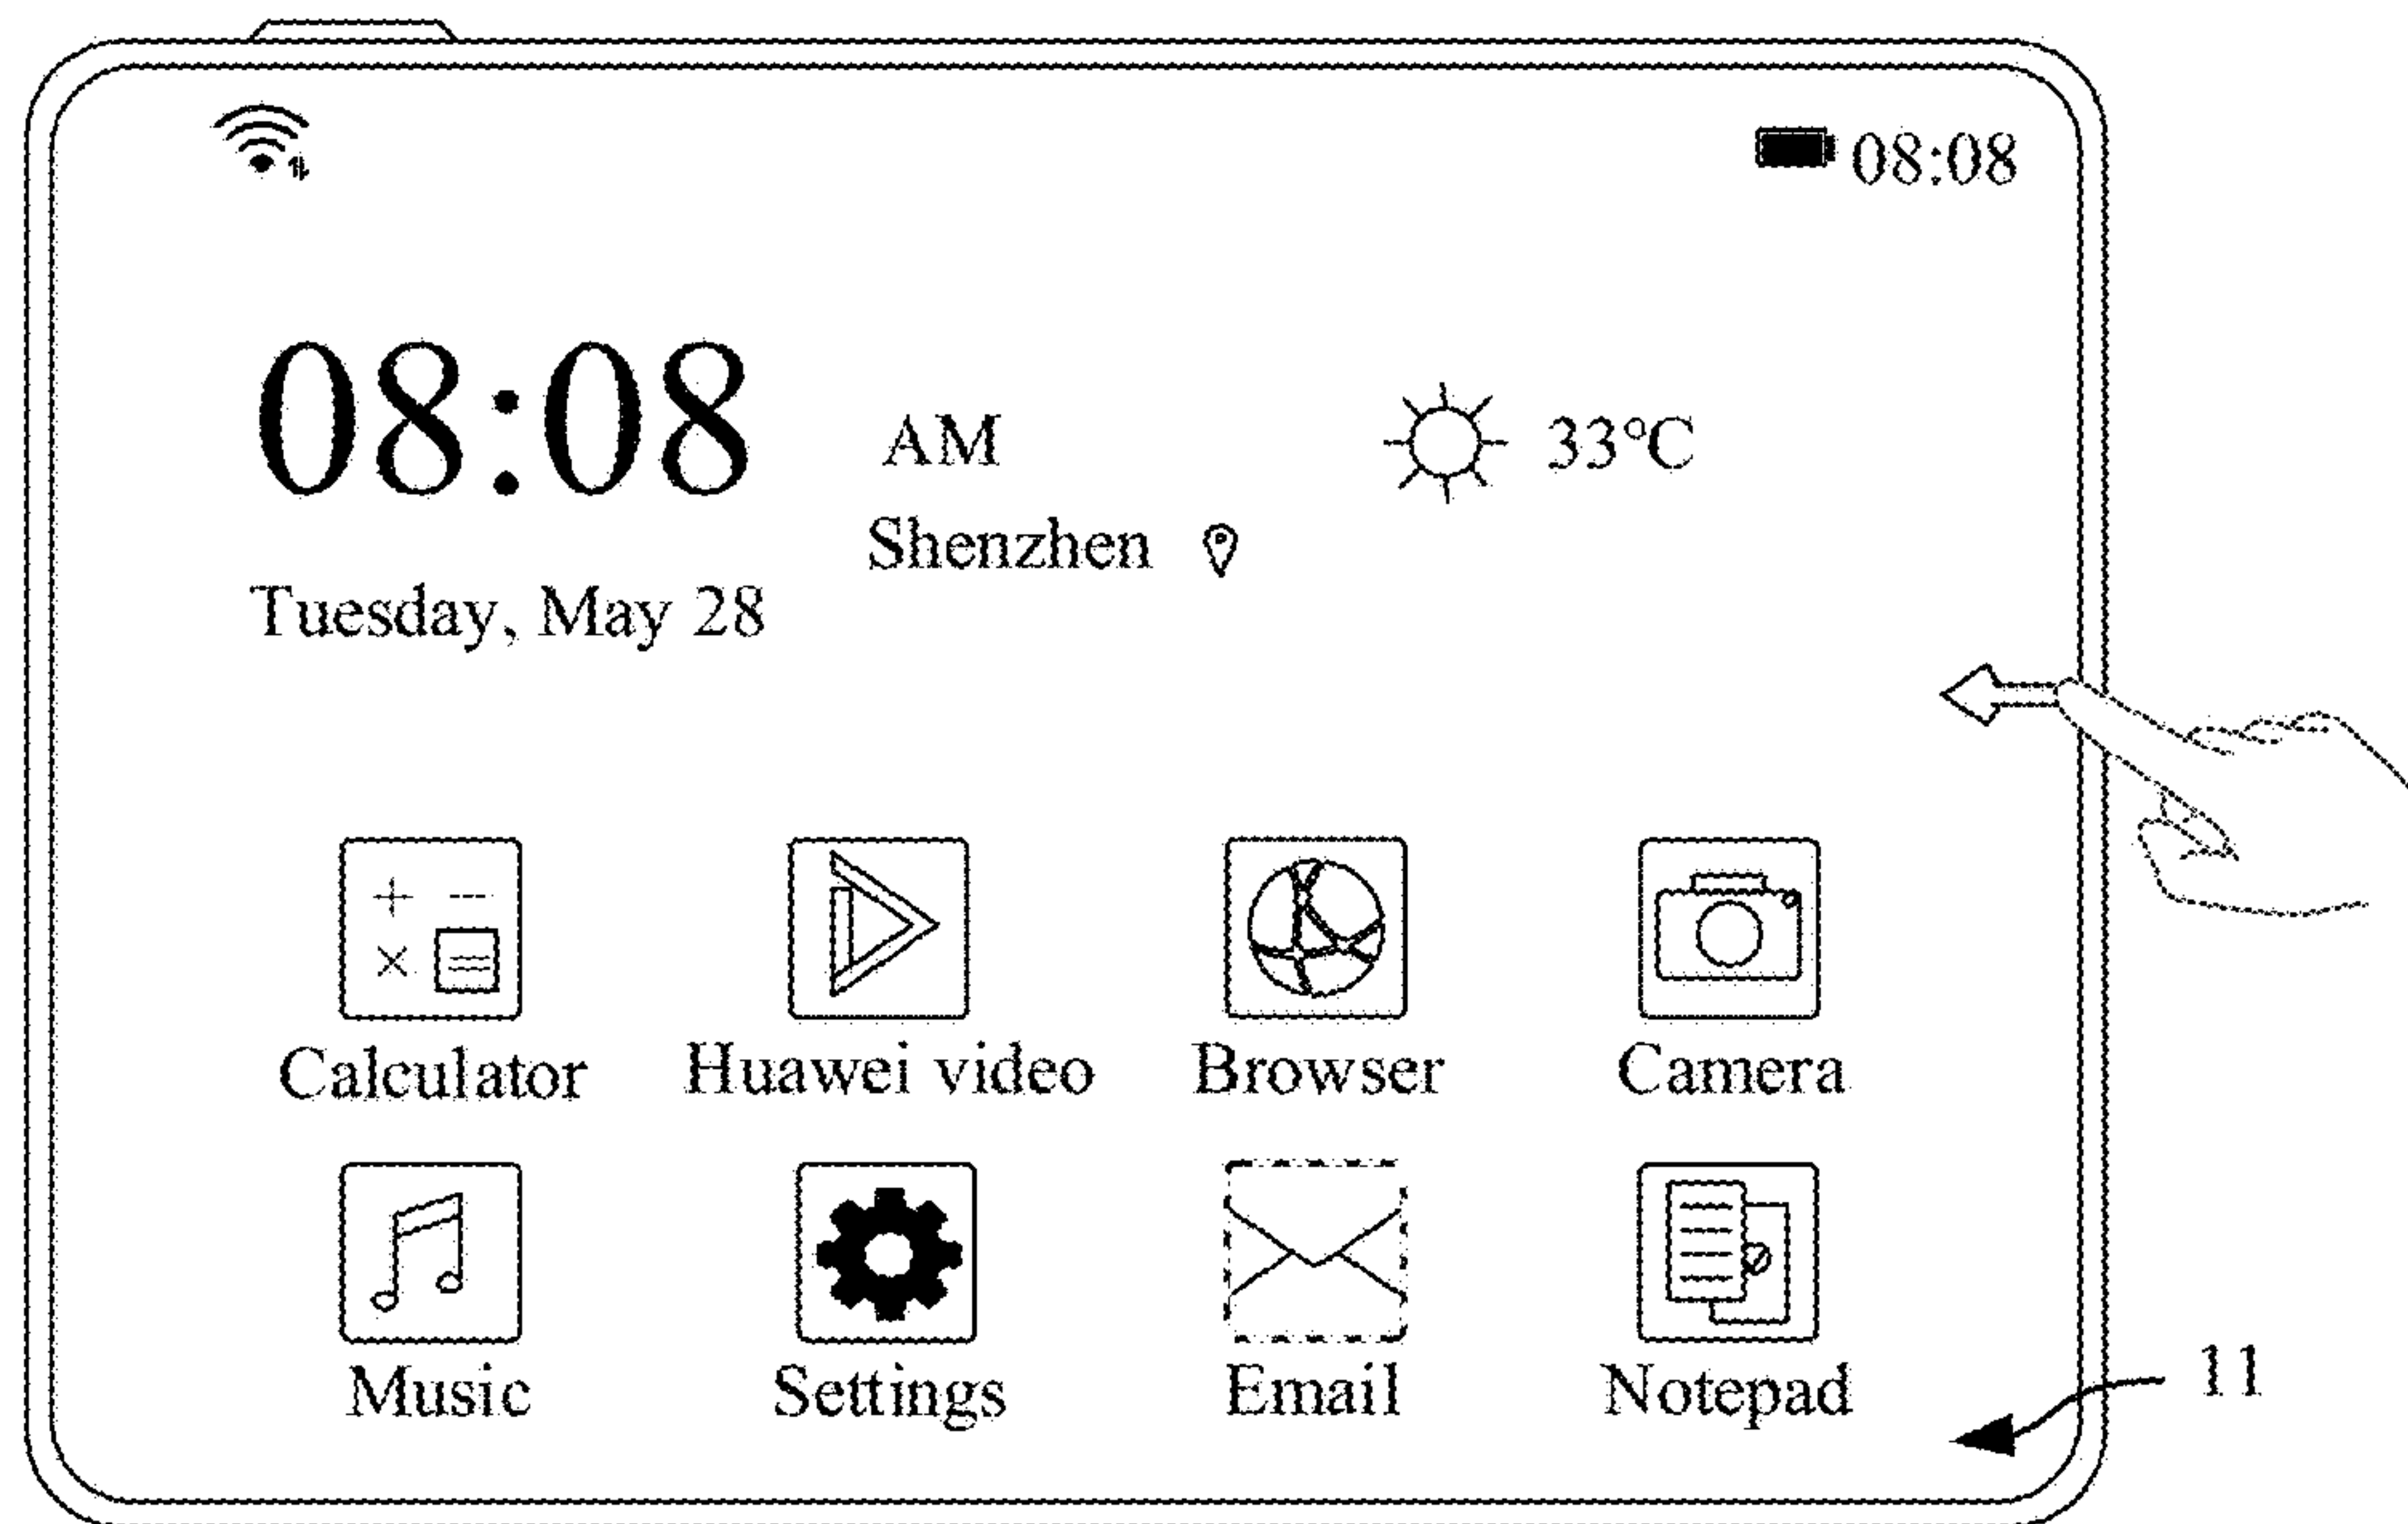 08:08
08:08 AM 33°C
Shenzhen
Tuesday, May 28
Calculator Huawei video Browser Camera
Music Settings Email Notepad
11